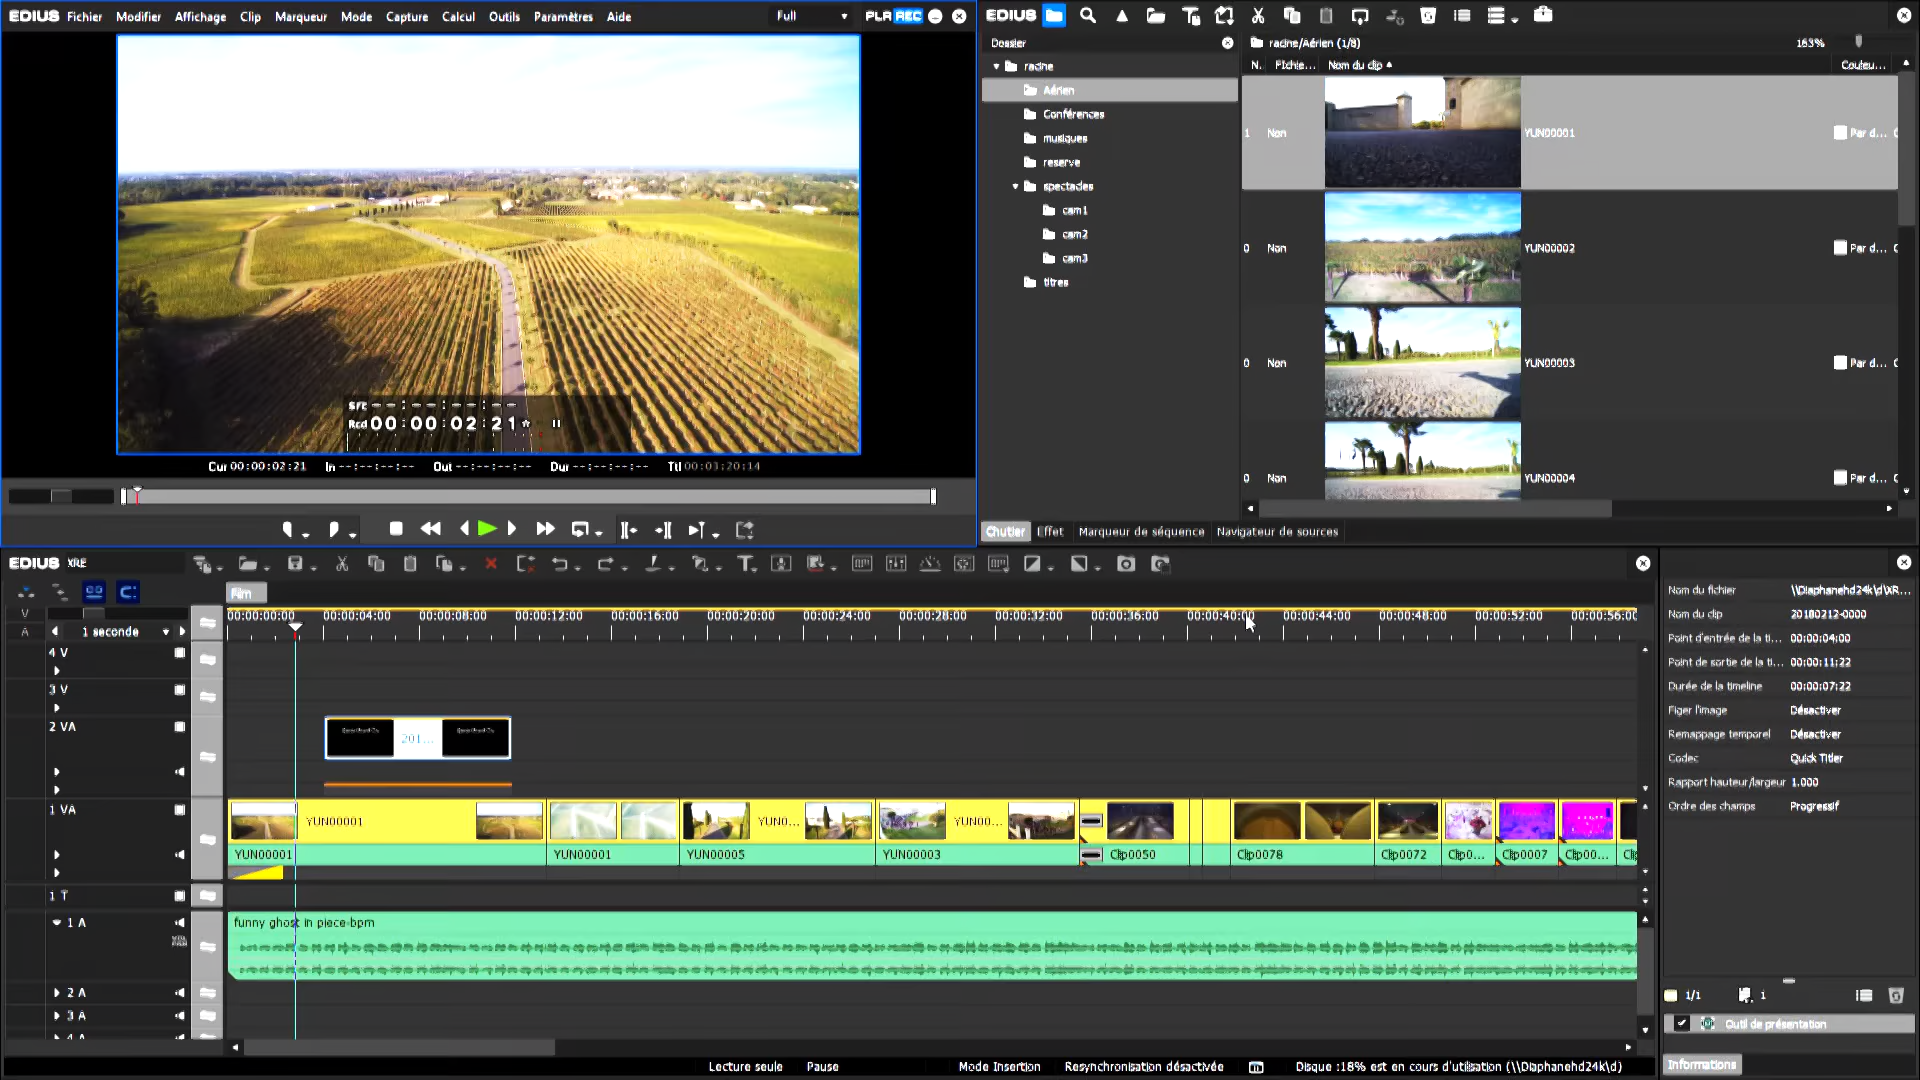 EDIUS Fichier Modifier Affichage Clip Marqueur Mode Capture Calcul Outils Paramètres Aide Full PLR REC
Rcd 00:00:02:21
Cur 00:00:02:21 In --:--:--:-- Out --:--:--:-- Dur --:--:--:-- Ttl 00:03:20:14
EDIUS
Dossier
racine
Aérien
Conférences
musiques
reserve
spectacles
cam1
cam2
cam3
titres
racine/Aérien (1/8) 163%
N. Fichie... Nom du clip Couleu...
1 Non YUN00001 Par d...
0 Non YUN00002 Par d...
0 Non YUN00003 Par d...
0 Non YUN00004 Par d...
Chutier Effet Marqueur de séquence Navigateur de sources
EDIUS XRE
Film
V
A
1 seconde
00:00:00:00 00:00:04:00 00:00:08:00 00:00:12:00 00:00:16:00 00:00:20:00 00:00:24:00 00:00:28:00 00:00:32:00 00:00:36:00 00:00:40:00 00:00:44:00 00:00:48:00 00:00:52:00 00:00:56:00
4 V
3 V
2 VA
201...
1 VA
YUN00001 YUN0... YUN00...
YUN00001 YUN00001 YUN00005 YUN00003 Clip0050 Clip0078 Clip0072 Clip0... Clip0007 Clip00... Clip
1 T
1 A
funny ghost in piece-bpm
2 A
3 A
4 A
Nom du fichier \\Diaphanehd24k\d\XR...
Nom du clip 20180212-0000
Point d'entrée de la ti... 00:00:04:00
Point de sortie de la ti... 00:00:11:22
Durée de la timeline 00:00:07:22
Figer l'image Désactiver
Remappage temporel Désactiver
Codec Quick Titler
Rapport hauteur/largeur 1.000
Ordre des champs Progressif
1/1 1
Outil de présentation
Informations
Lecture seule Pause Mode Insertion Resynchronisation désactivée Disque :18% est en cours d'utilisation (\\Diaphanehd24k\d)